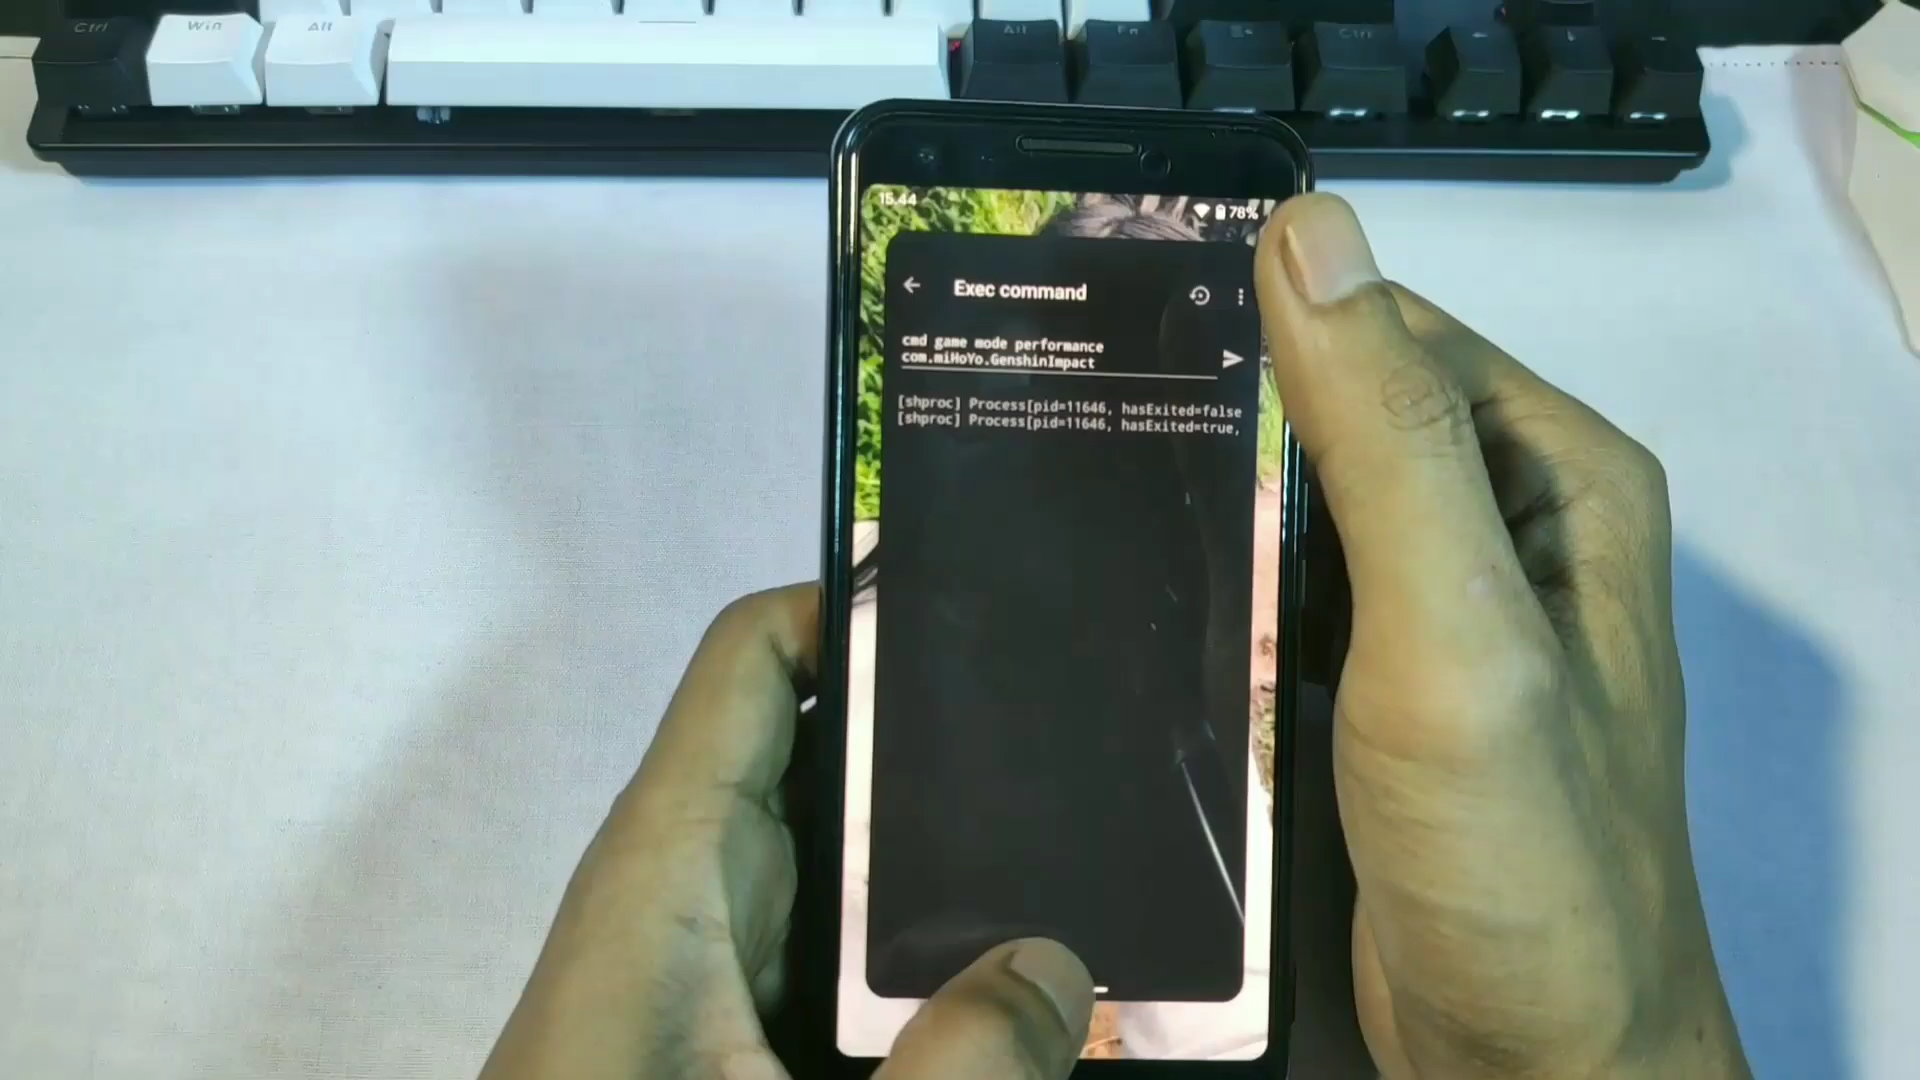 Ctrl Win Alt Alt Fn Ctrl
15.44 78%
Exec command
cmd game mode performance
com.miHoYo.GenshinImpact
[shproc] Process[pid=11646, hasExited=false
[shproc] Process[pid=11646, hasExited=true,